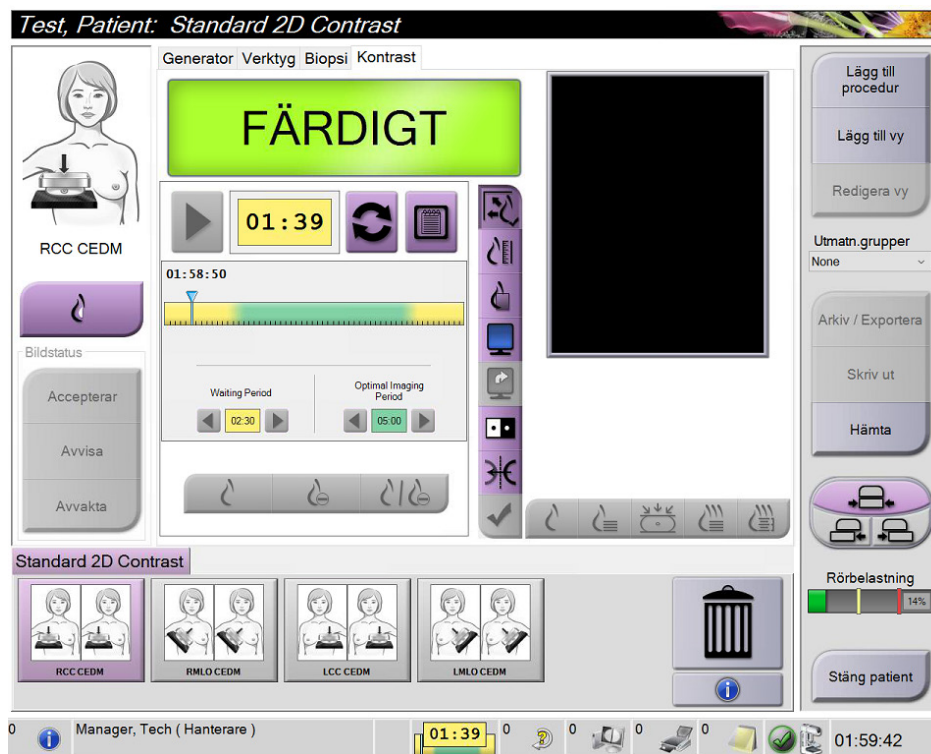 Test, Patient: Standard 2D Contrast
Generator Verktyg Biopsi Kontrast
FÄRDIGT
RCC CEDM
01:39
01:58:50
Waiting Period
Optimal Imaging
Period
02:30
05:00
Bildstatus
Accepterar
Avvisa
Avvakta
Lägg till
procedur
Lägg till vy
Redigera vy
Utmatn.grupper
None
Arkiv / Exportera
Skriv ut
Hämta
Rörbelastning
14%
Stäng patient
Standard 2D Contrast
RCC CEDM
RMLO CEDM
LCC CEDM
LMLO CEDM
0 Manager, Tech ( Hanterare ) 01:39 0 0 0 0 01:59:42